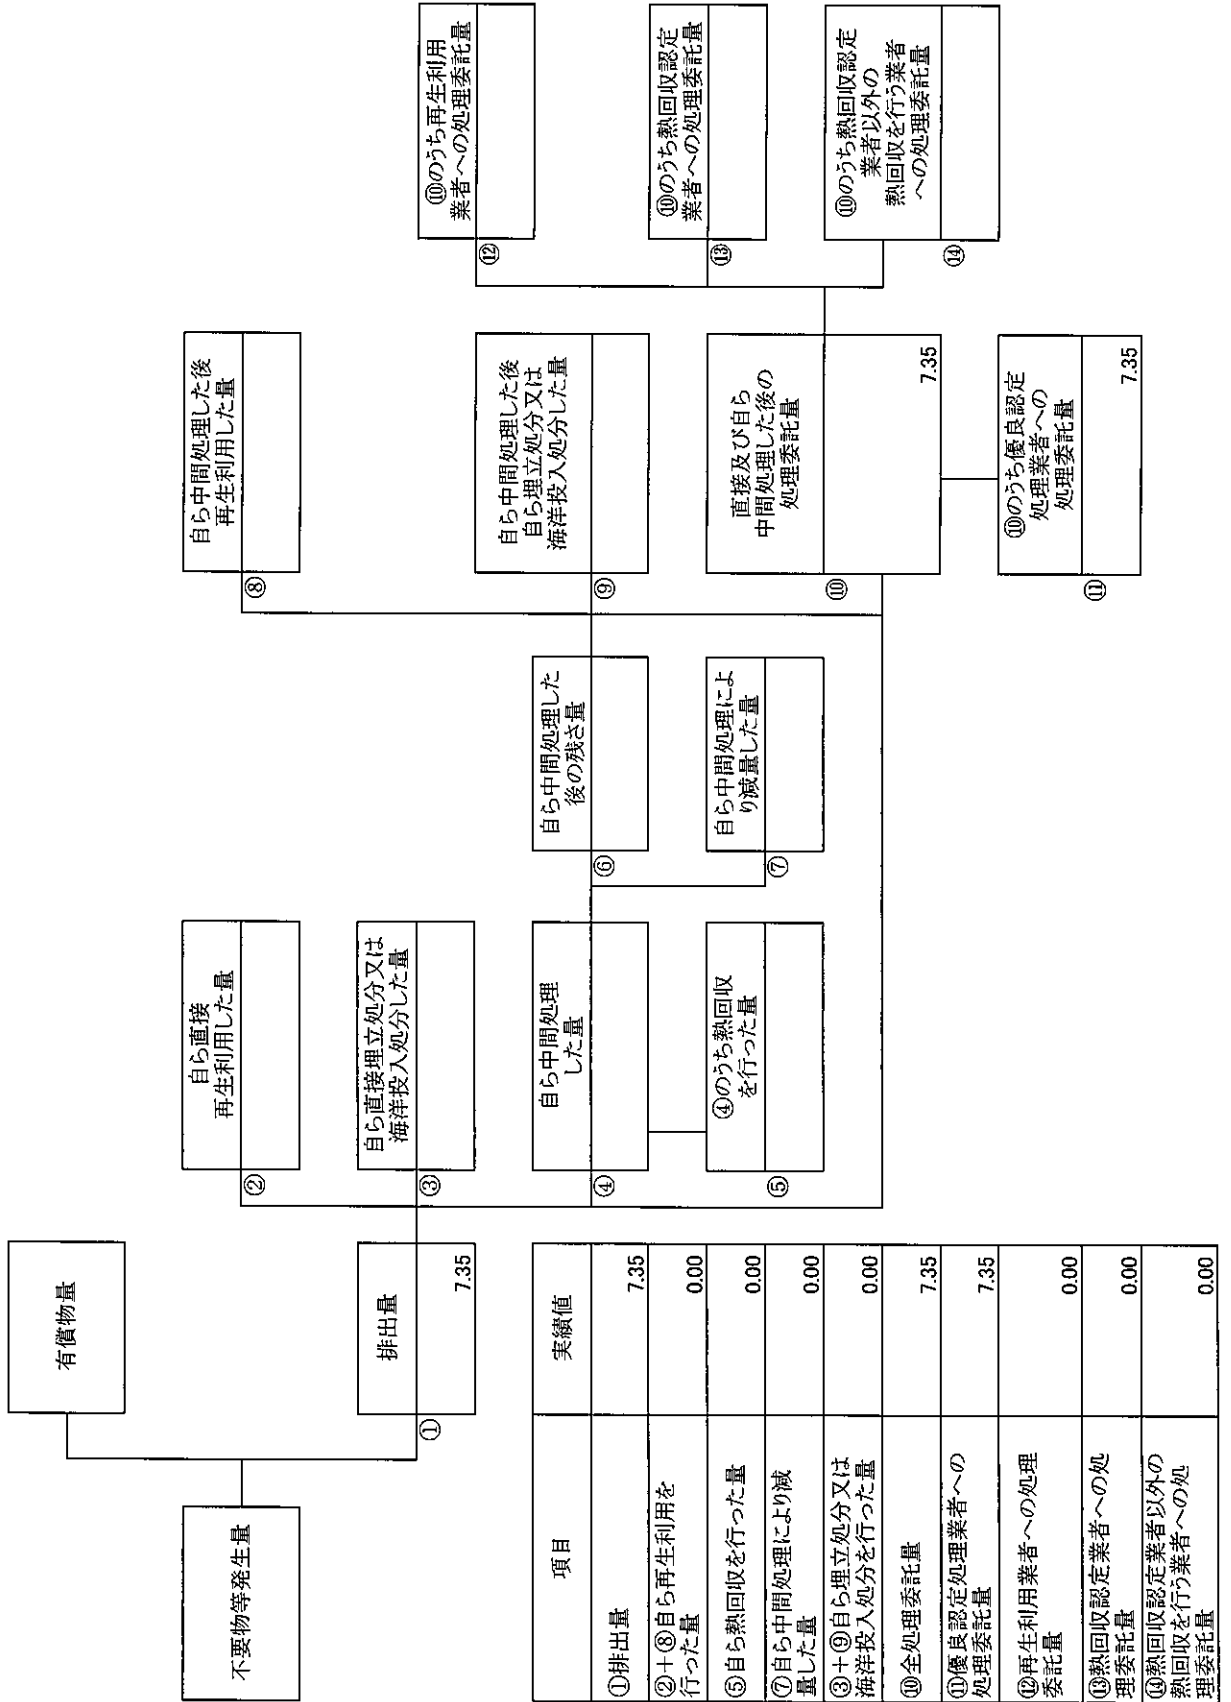 有償物量
不要物等発生量
排出量
①
7.35
自ら直接
再生利用した量
②
自ら直接埋立処分又は
海洋投入処分した量
③
自ら中間処理
した量
④
④のうち熱回収
を行った量
⑤
自ら中間処理した
後の残さ量
⑥
自ら中間処理によ
り減量した量
⑦
自ら中間処理した後
再生利用した量
⑧
自ら中間処理した後
自ら埋立処分又は
海洋投入処分した量
⑨
直接及び自ら
中間処理した後の
処理委託量
⑩
7.35
⑩のうち優良認定
処理業者への
処理委託量
⑪
7.35
⑩のうち再生利用
業者への処理委託量
⑫
⑩のうち熱回収認定
業者への処理委託量
⑬
⑩のうち熱回収認定
業者以外の
熱回収を行う業者
への処理委託量
⑭
項目
実績値
①排出量
7.35
②+⑧自ら再生利用を
行った量
0.00
⑤自ら熱回収を行った量
0.00
⑦自ら中間処理により減
量した量
0.00
③+⑨自ら埋立処分又は
海洋投入処分を行った量
0.00
⑩全処理委託量
7.35
⑪優良認定処理業者への
処理委託量
7.35
⑫再生利用業者への処理
委託量
0.00
⑬熱回収認定業者への処
理委託量
0.00
⑭熱回収認定業者以外の
熱回収を行う業者への処
理委託量
0.00